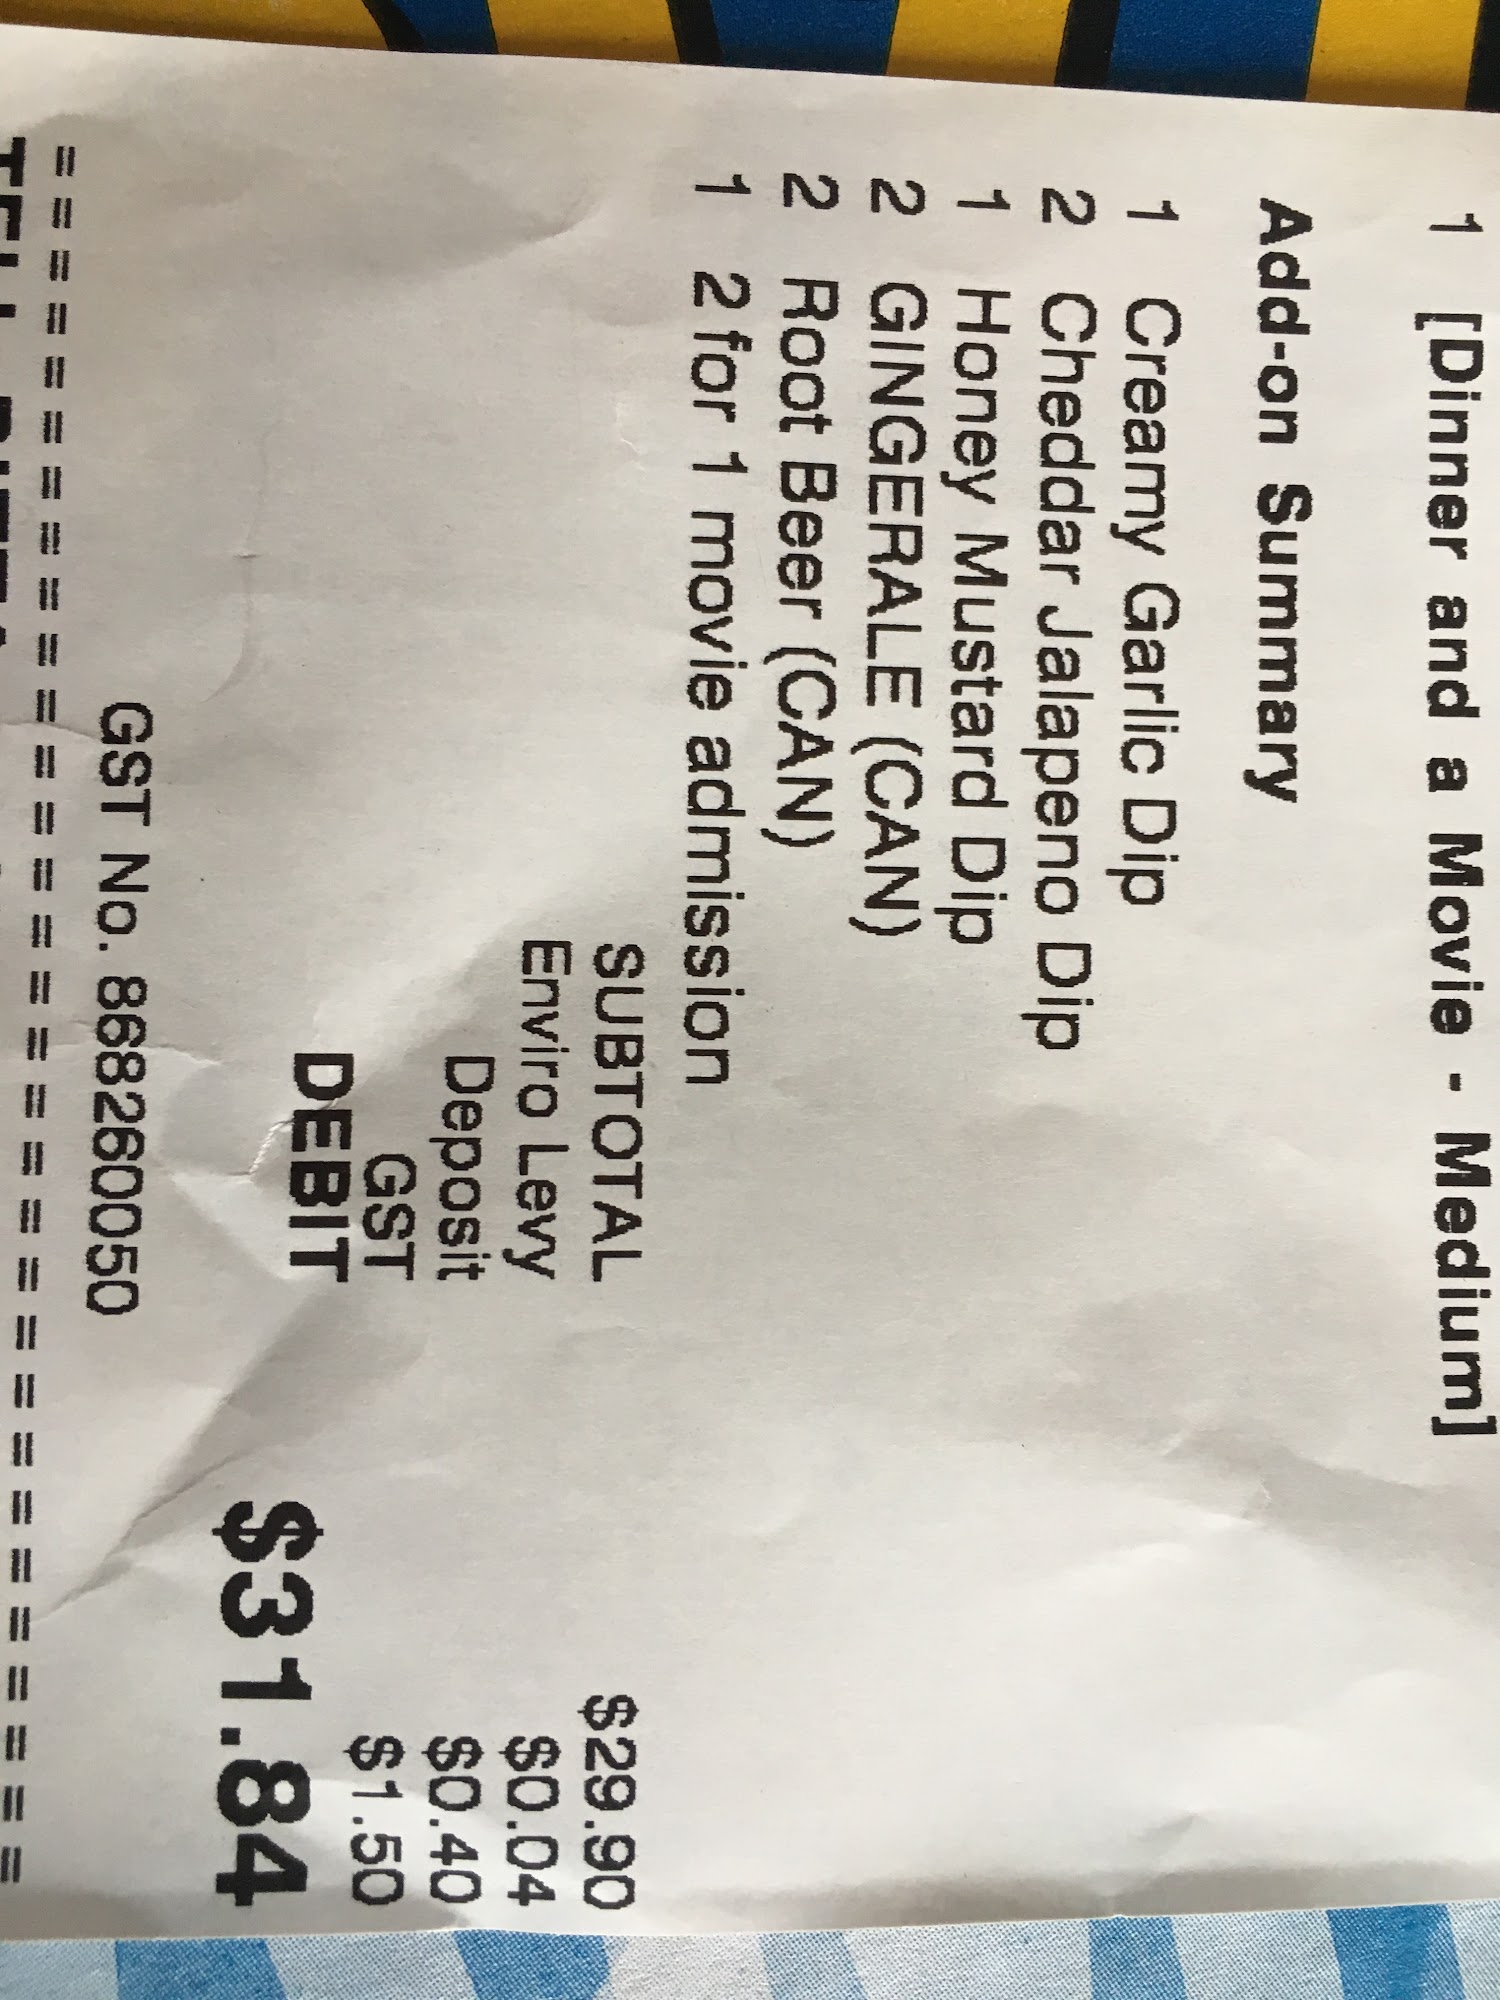 1 [Dinner and a Movie - Medium]
Add-on Summary
1 Creamy Garlic Dip
2 Cheddar Jalapeno Dip
1 Honey Mustard Dip
2 GINGERALE (CAN)
2 Root Beer (CAN)
1 2 for 1 movie admission
SUBTOTAL $29.90
Enviro Levy $0.04
Deposit $0.40
GST $1.50
DEBIT $31.84
GST No. 868260050
= = = = = = = = = = = = = = = = = = = = = = = = = = = = = = =